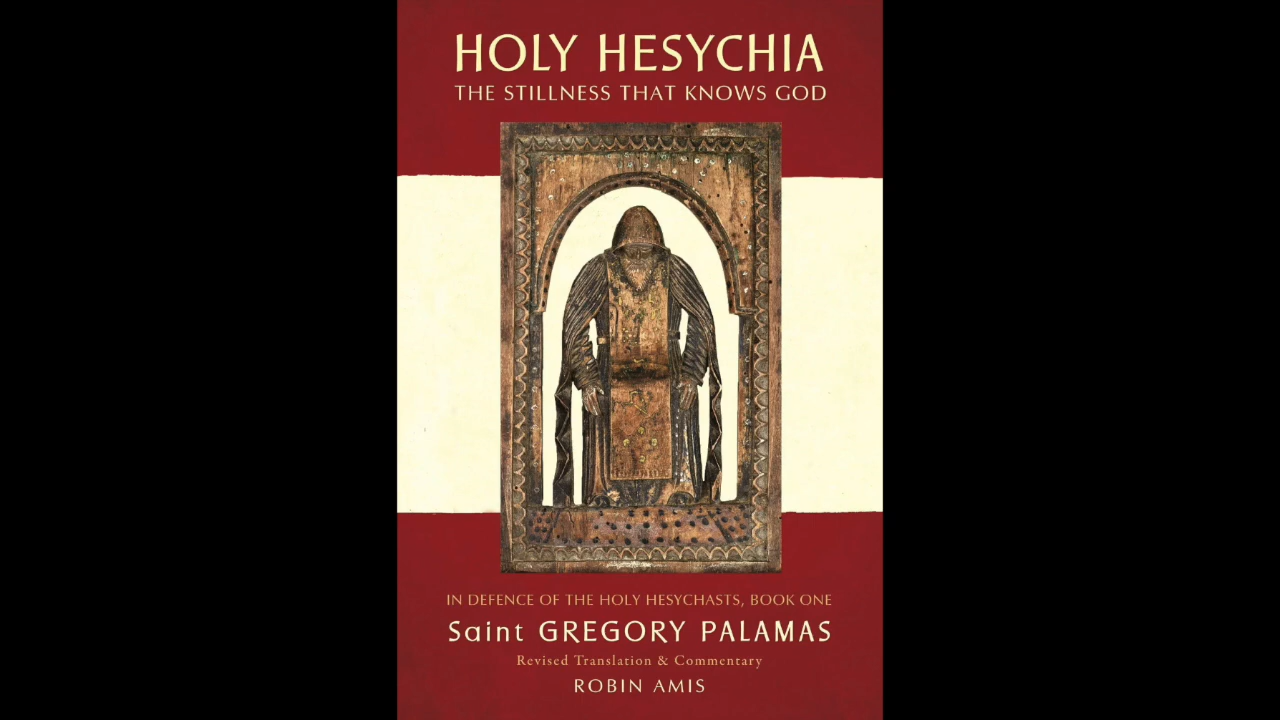 HOLY HESYCHIA
THE STILLNESS THAT KNOWS GOD
IN DEFENCE OF THE HOLY HESYCHASTS, BOOK ONE
Saint GREGORY PALAMAS
Revised Translation & Commentary
ROBIN AMIS